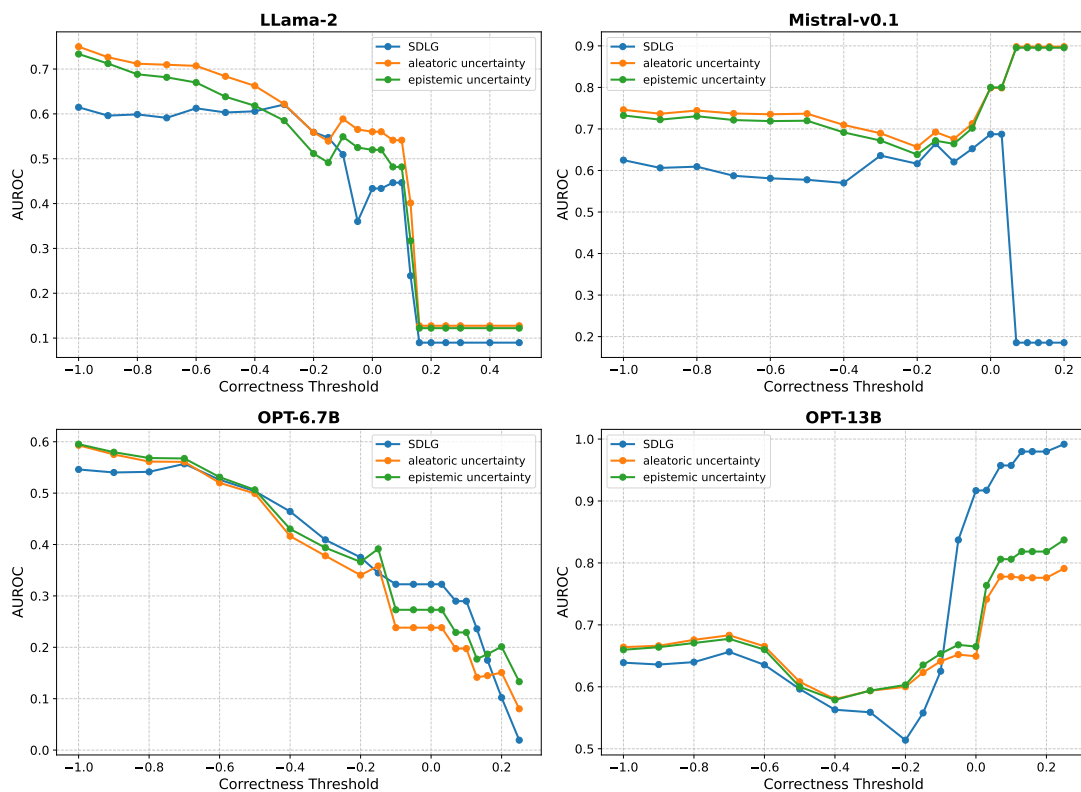 LLama-2
AUROC
0.7
0.6
0.5
0.4
0.3
0.2
0.1
SDLG
aleatoric uncertainty
epistemic uncertainty
−1.0 −0.8 −0.6 −0.4 −0.2 0.0 0.2 0.4
Correctness Threshold
Mistral-v0.1
AUROC
0.9
0.8
0.7
0.6
0.5
0.4
0.3
0.2
SDLG
aleatoric uncertainty
epistemic uncertainty
−1.0 −0.8 −0.6 −0.4 −0.2 0.0 0.2
Correctness Threshold
OPT-6.7B
AUROC
0.6
0.5
0.4
0.3
0.2
0.1
0.0
SDLG
aleatoric uncertainty
epistemic uncertainty
−1.0 −0.8 −0.6 −0.4 −0.2 0.0 0.2
Correctness Threshold
OPT-13B
AUROC
1.0
0.9
0.8
0.7
0.6
0.5
SDLG
aleatoric uncertainty
epistemic uncertainty
−1.0 −0.8 −0.6 −0.4 −0.2 0.0 0.2
Correctness Threshold